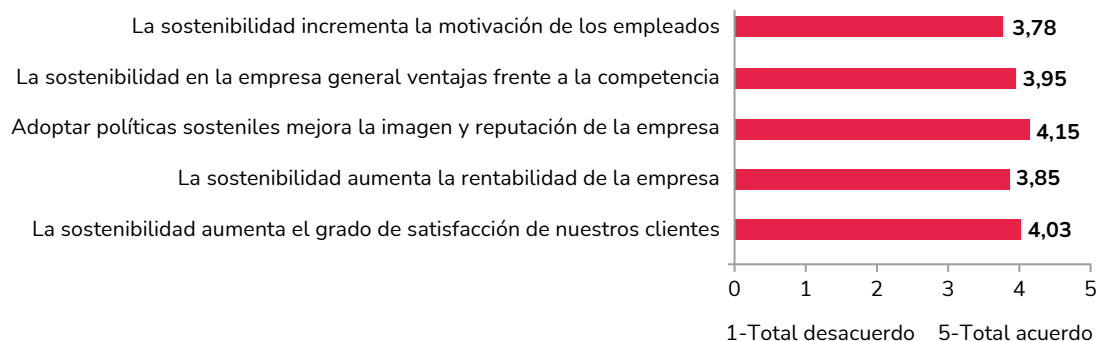 La sostenibilidad incrementa la motivación de los empleados 3,78
La sostenibilidad en la empresa general ventajas frente a la competencia 3,95
Adoptar políticas sosteniles mejora la imagen y reputación de la empresa 4,15
La sostenibilidad aumenta la rentabilidad de la empresa 3,85
La sostenibilidad aumenta el grado de satisfacción de nuestros clientes 4,03
0 1 2 3 4 5
1-Total desacuerdo 5-Total acuerdo